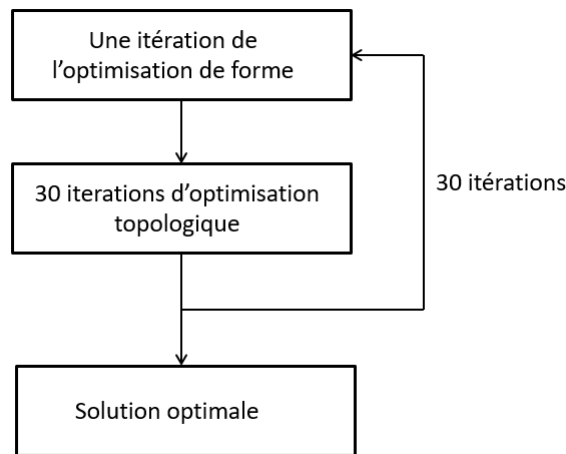 Une itération de
l'optimisation de forme
30 iterations d'optimisation
topologique
30 itérations
Solution optimale